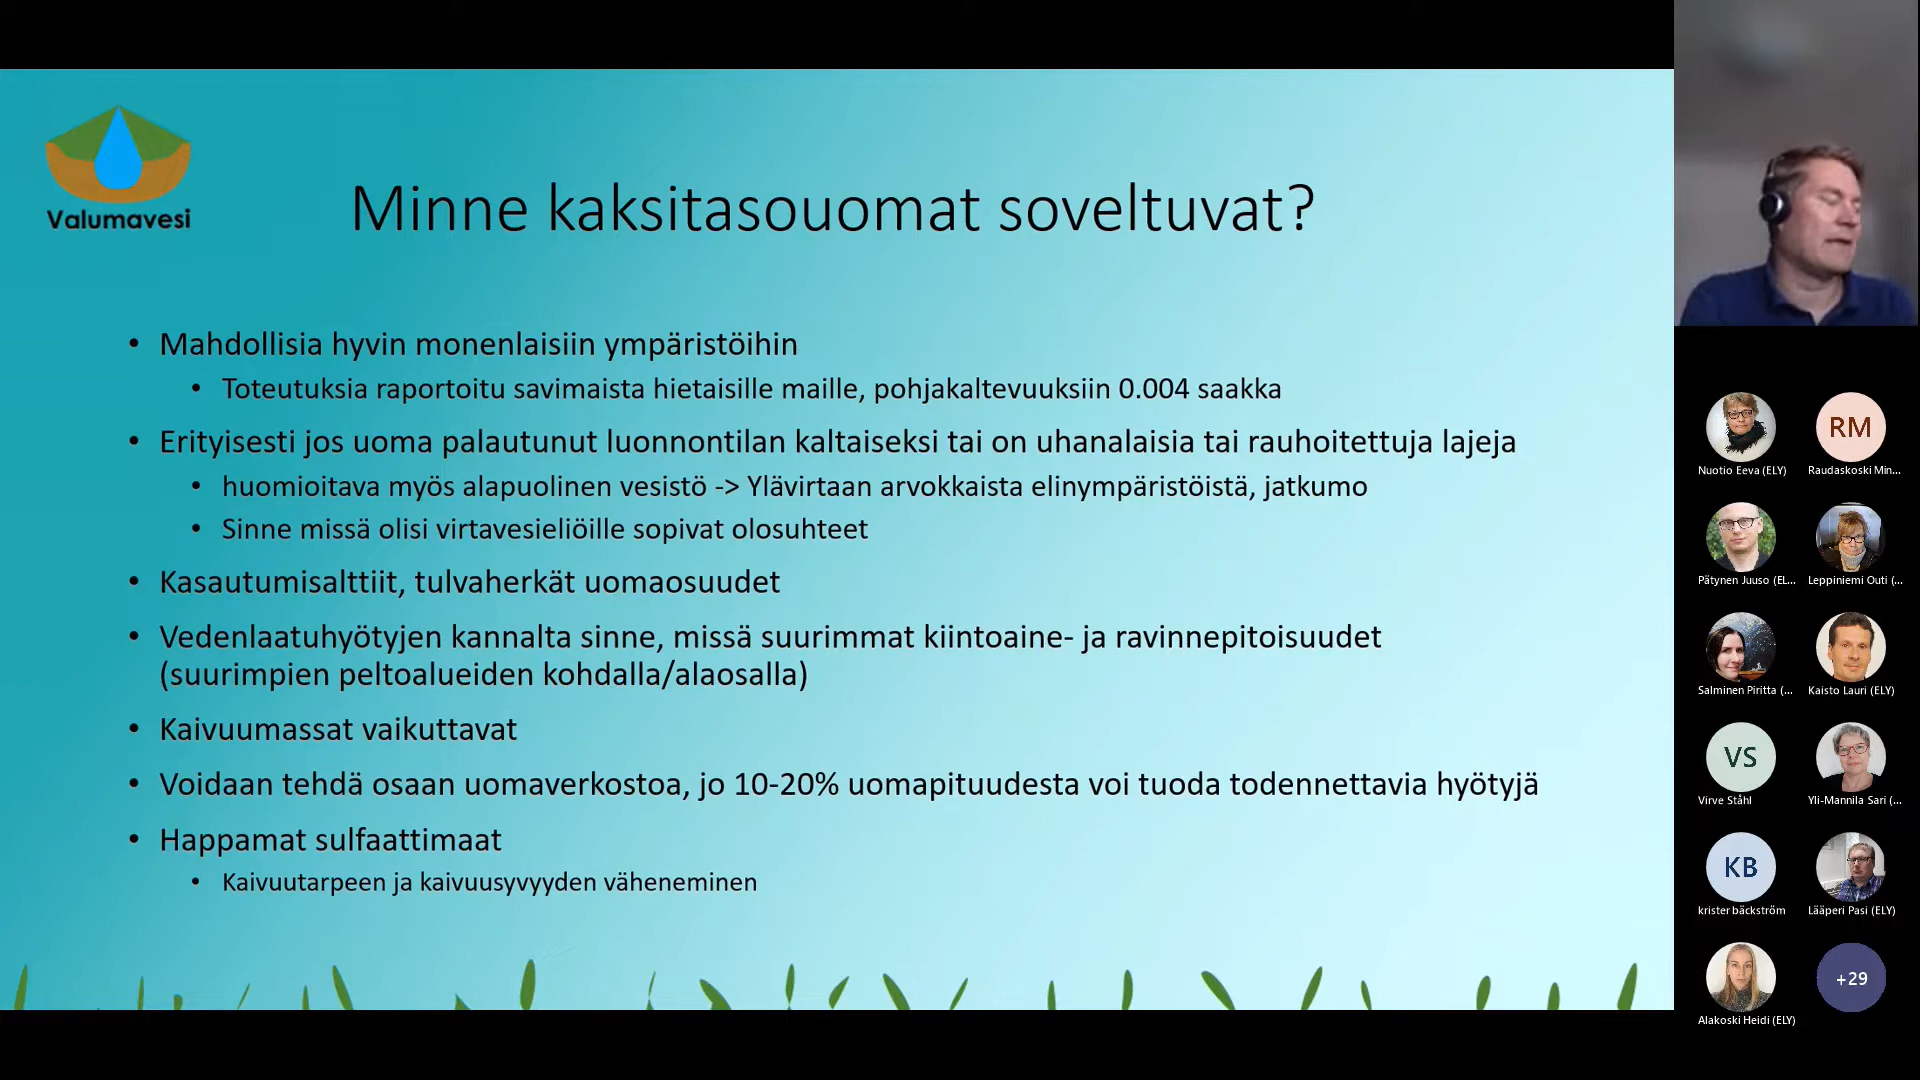 Valumavesi
Minne kaksitasouomat soveltuvat?
• Mahdollisia hyvin monenlaisiin ympäristöihin
• Toteutuksia raportoitu savimaista hietaisille maille, pohjakaltevuuksiin 0.004 saakka
• Erityisesti jos uoma palautunut luonnontilan kaltaiseksi tai on uhanalaisia tai rauhoitettuja lajeja
• huomioitava myös alapuolinen vesistö -> Ylävirtaan arvokkaista elinympäristöistä, jatkumo
• Sinne missä olisi virtavesieliöille sopivat olosuhteet
• Kasautumisalttiit, tulvaherkät uomaosuudet
• Vedenlaatuhyötyjen kannalta sinne, missä suurimmat kiintoaine- ja ravinnepitoisuudet
(suurimpien peltoalueiden kohdalla/alaosalla)
• Kaivuumassat vaikuttavat
• Voidaan tehdä osaan uomaverkostoa, jo 10-20% uomapituudesta voi tuoda todennettavia hyötyjä
• Happamat sulfaattimaat
• Kaivuutarpeen ja kaivuusyvyyden väheneminen
Nuotio Eeva (ELY)
RM
Raudaskoski Min...
Pätynen Juuso (EL...
Leppiniemi Outi (...
Salminen Piritta (...
Kaisto Lauri (ELY)
VS
Virve Ståhl
Yli-Mannila Sari (...
KB
krister bäckström
Lääperi Pasi (ELY)
Alakoski Heidi (ELY)
+29